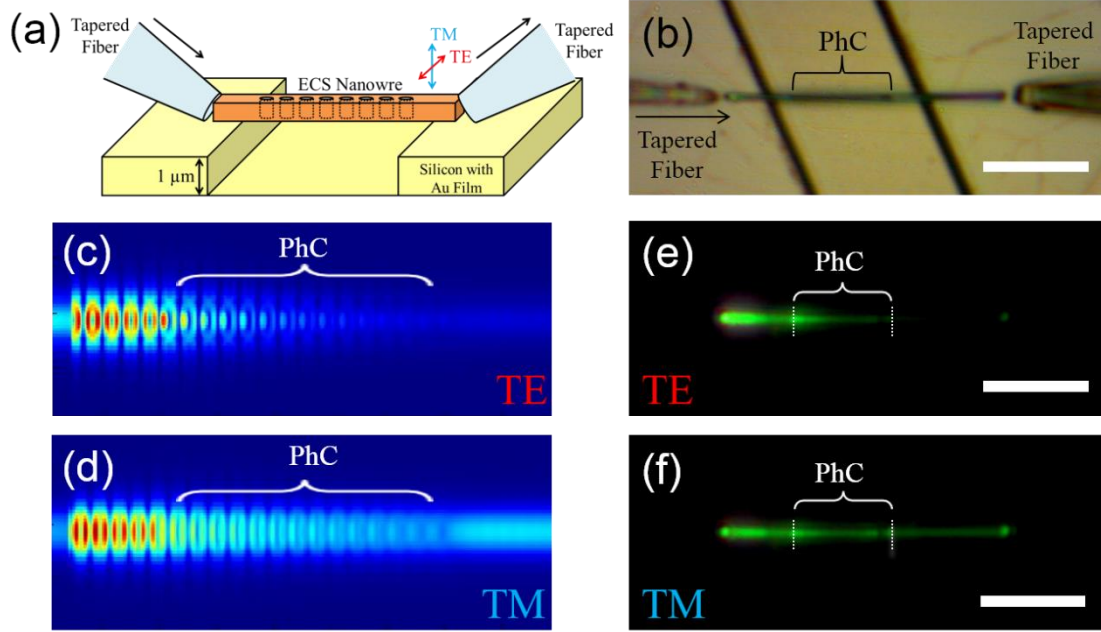 (a)
Tapered
Fiber
TM
TE
Tapered
Fiber
ECS Nanowre
1 µm
Silicon with
Au Film
(b)
PhC
Tapered
Fiber
Tapered
Fiber
(c)
PhC
TE
(d)
PhC
TM
(e)
PhC
TE
(f)
PhC
TM